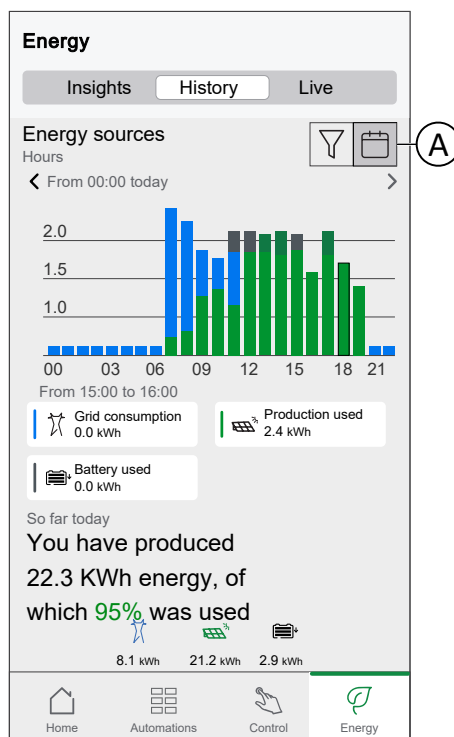 Energy
Insights History Live
Energy sources
Hours
A
From 00:00 today
2.0
1.5
1.0
00 03 06 09 12 15 18 21
From 15:00 to 16:00
Grid consumption
0.0 kWh
Production used
2.4 kWh
Battery used
0.0 kWh
So far today
You have produced
22.3 KWh energy, of
which 95% was used
8.1 kWh 21.2 kWh 2.9 kWh
Home Automations Control Energy